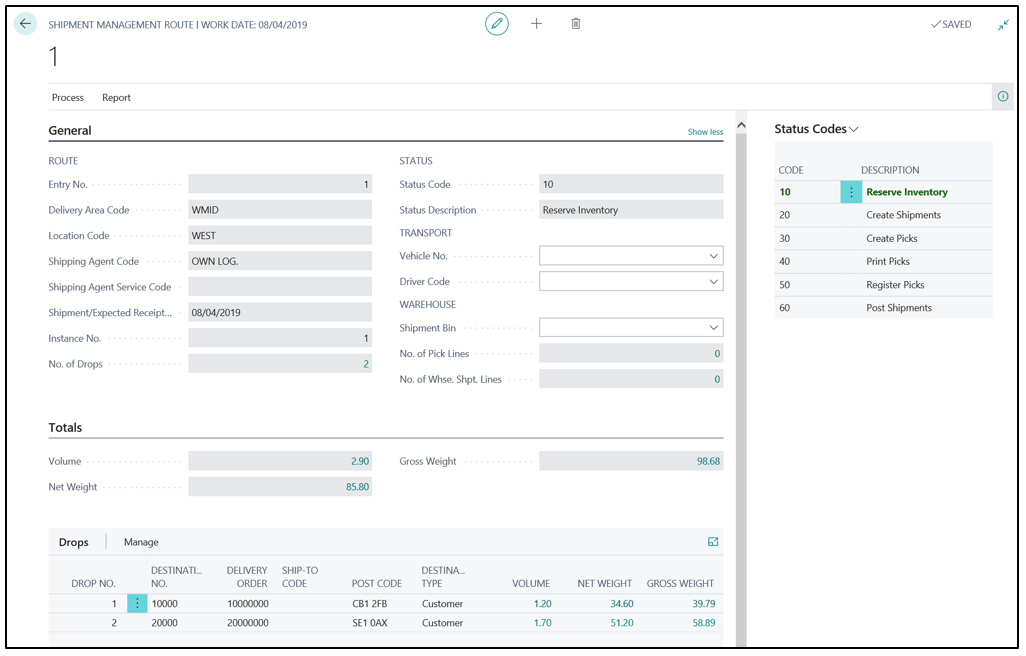 SHIPMENT MANAGEMENT ROUTE | WORK DATE: 08/04/2019
SAVED
1
Process Report
General
Show less
ROUTE
Entry No. 1
Delivery Area Code WMID
Location Code WEST
Shipping Agent Code OWN LOG.
Shipping Agent Service Code
Shipment/Expected Receipt... 08/04/2019
Instance No. 1
No. of Drops 2
STATUS
Status Code 10
Status Description Reserve Inventory
TRANSPORT
Vehicle No.
Driver Code
WAREHOUSE
Shipment Bin
No. of Pick Lines 0
No. of Whse. Shpt. Lines 0
Totals
Volume 2.90
Net Weight 85.80
Gross Weight 98.68
Drops Manage
DROP NO. DESTINATI... NO. DELIVERY ORDER SHIP-TO CODE POST CODE DESTINA... TYPE VOLUME NET WEIGHT GROSS WEIGHT
1 10000 10000000 CB1 2FB Customer 1.20 34.60 39.79
2 20000 20000000 SE1 0AX Customer 1.70 51.20 58.89
Status Codes
CODE DESCRIPTION
10 Reserve Inventory
20 Create Shipments
30 Create Picks
40 Print Picks
50 Register Picks
60 Post Shipments